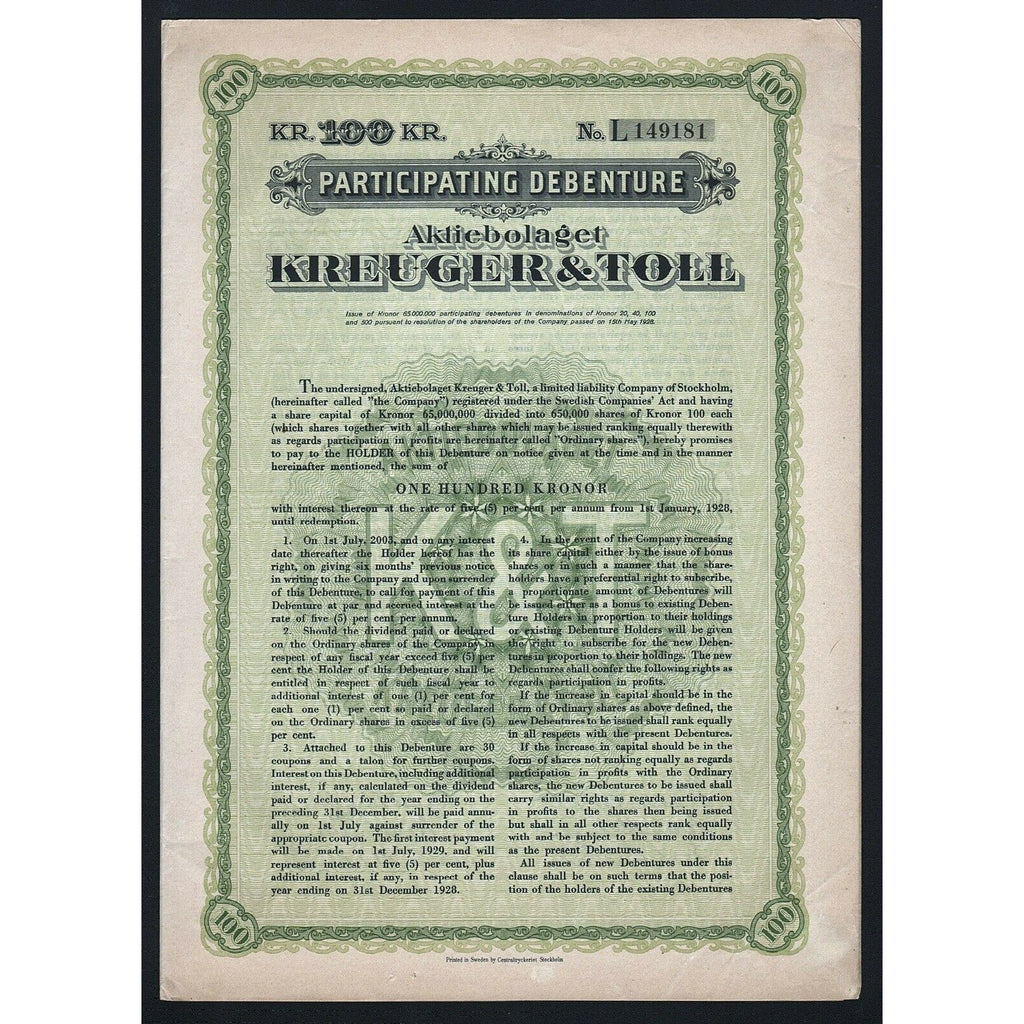 100
100
KR. 100 KR.
No. L 149181
PARTICIPATING DEBENTURE
Aktiebolaget
KREUGER & TOLL
Issue of Kronor 65.000.000 participating debentures in denominations of Kronor 20, 40, 100
and 500 pursuant to resolution of the shareholders of the Company passed on 15th May 1928.
The undersigned, Aktiebolaget Kreuger & Toll, a limited liability Company of Stockholm,
(hereinafter called "the Company") registered under the Swedish Companies' Act and having
a share capital of Kronor 65,000,000 divided into 650,000 shares of Kronor 100 each
(which shares together with all other shares which may be issued ranking equally therewith
as regards participation in profits are hereinafter called "Ordinary shares"), hereby promises
to pay to the HOLDER of this Debenture on notice given at the time and in the manner
hereinafter mentioned, the sum of
ONE HUNDRED KRONOR
with interest thereon at the rate of five (5) per cent per annum from 1st January, 1928,
until redemption.
K&T
1. On 1st July, 2003, and on any interest
date thereafter the Holder hereof has the
right, on giving six months' previous notice
in writing to the Company and upon surrender
of this Debenture, to call for payment of this
Debenture at par and accrued interest at the
rate of five (5) per cent per annum.
2. Should the dividend paid or declared
on the Ordinary shares of the Company in
respect of any fiscal year exceed five (5) per
cent the Holder of this Debenture shall be
entitled in respect of such fiscal year to
additional interest of one (1) per cent for
each one (1) per cent so paid or declared
on the Ordinary shares in excess of five (5)
per cent.
3. Attached to this Debenture are 30
coupons and a talon for further coupons.
Interest on this Debenture, including additional
interest, if any, calculated on the dividend
paid or declared for the year ending on the
preceding 31st December, will be paid annu-
ally on 1st July against surrender of the
appropriate coupon. The first interest payment
will be made on 1st July, 1929, and will
represent interest at five (5) per cent, plus
additional interest, if any, in respect of the
year ending on 31st December 1928.
4. In the event of the Company increasing
its share capital either by the issue of bonus
shares or in such a manner that the share-
holders have a preferential right to subscribe,
a proportionate amount of Debentures will
be issued either as a bonus to existing Deben-
ture Holders in proportion to their holdings
or existing Debenture Holders will be given
the right to subscribe for the new Deben-
tures in proportion to their holdings. The new
Debentures shall confer the following rights as
regards participation in profits.
If the increase in capital should be in the
form of Ordinary shares as above defined, the
new Debentures to be issued shall rank equally
in all respects with the present Debentures.
If the increase in capital should be in the
form of shares not ranking equally as regards
participation in profits with the Ordinary
shares, the new Debentures to be issued shall
carry similar rights as regards participation
in profits to the shares then being issued
but shall in all other respects rank equally
with and be subject to the same conditions
as the present Debentures.
All issues of new Debentures under this
clause shall be on such terms that the posi-
tion of the holders of the existing Debentures
100
100
Printed in Sweden by Centraltryckeriet Stockholm